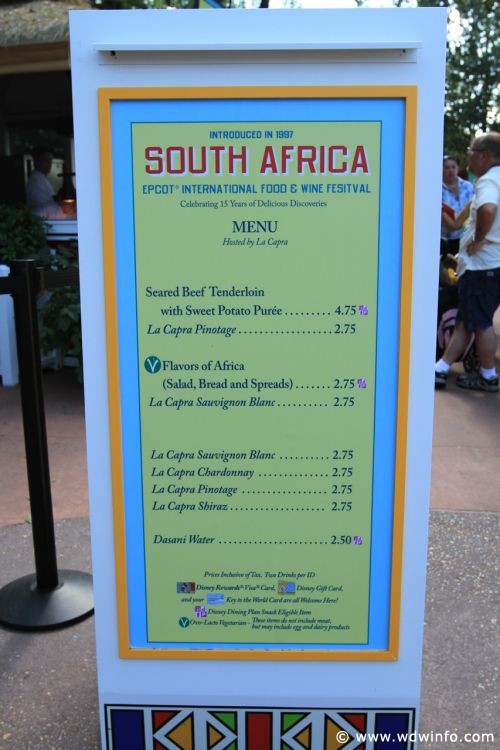 INTRODUCED IN 1997
SOUTH AFRICA
EPCOT® INTERNATIONAL FOOD & WINE FESITVAL
Celebrating 15 Years of Delicious Discoveries
MENU
Hosted by La Capra
Seared Beef Tenderloin
with Sweet Potato Purée ......... 4.75
La Capra Pinotage ..................... 2.75
V Flavors of Africa
(Salad, Bread and Spreads) ....... 2.75
La Capra Sauvignon Blanc .......... 2.75
La Capra Sauvignon Blanc .......... 2.75
La Capra Chardonnay ................ 2.75
La Capra Pinotage .................... 2.75
La Capra Shiraz ...................... 2.75
Dasani Water ........................ 2.50
Prices Inclusive of Tax, Two Drinks per ID
Disney Rewards® Visa® Card, Disney Gift Card,
and your Key to the World Card are all Welcome Here!
Disney Dining Plan Snack Eligible Item
V Ovo-Lacto Vegetarian - These items do not include meat,
but may include egg and dairy products
© www.wdwinfo.com